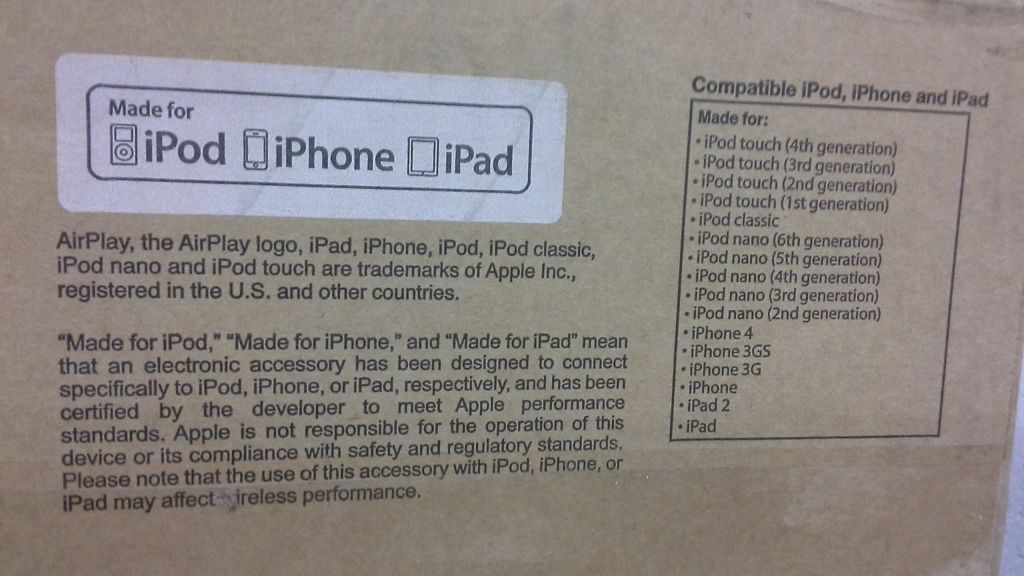 Made for
iPod iPhone iPad
AirPlay, the AirPlay logo, iPad, iPhone, iPod, iPod classic,
iPod nano and iPod touch are trademarks of Apple Inc.,
registered in the U.S. and other countries.
“Made for iPod,” “Made for iPhone,” and “Made for iPad” mean
that an electronic accessory has been designed to connect
specifically to iPod, iPhone, or iPad, respectively, and has been
certified by the developer to meet Apple performance
standards. Apple is not responsible for the operation of this
device or its compliance with safety and regulatory standards.
Please note that the use of this accessory with iPod, iPhone, or
iPad may affect wireless performance.
Compatible iPod, iPhone and iPad
Made for:
• iPod touch (4th generation)
• iPod touch (3rd generation)
• iPod touch (2nd generation)
• iPod touch (1st generation)
• iPod classic
• iPod nano (6th generation)
• iPod nano (5th generation)
• iPod nano (4th generation)
• iPod nano (3rd generation)
• iPod nano (2nd generation)
• iPhone 4
• iPhone 3GS
• iPhone 3G
• iPhone
• iPad 2
• iPad